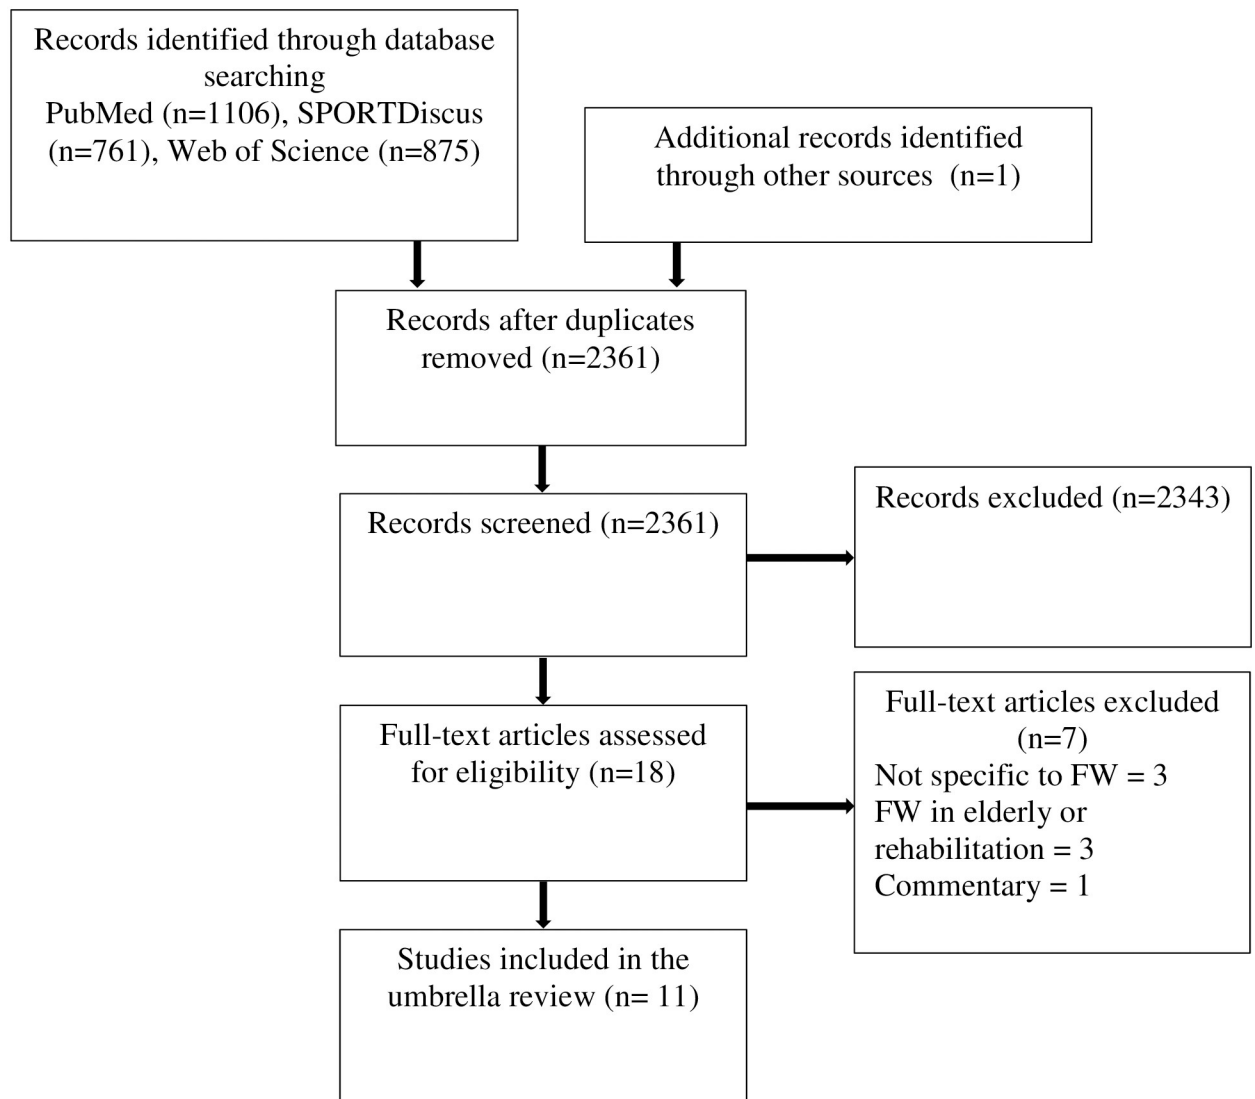 Records identified through database
searching
PubMed (n=1106), SPORTDiscus
(n=761), Web of Science (n=875)
Additional records identified
through other sources  (n=1)
Records after duplicates
removed (n=2361)
Records screened (n=2361)
Records excluded (n=2343)
Full-text articles assessed
for eligibility (n=18)
Full-text articles excluded
(n=7)
Not specific to FW = 3
FW in elderly or
rehabilitation = 3
Commentary = 1
Studies included in the
umbrella review (n= 11)